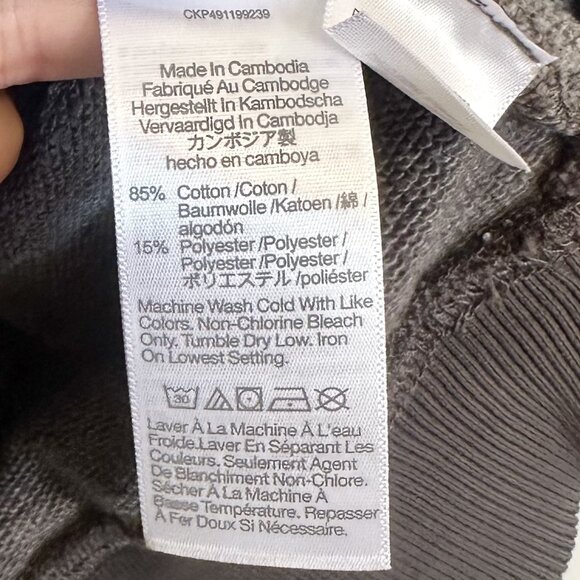 CKP491199239
Made In Cambodia
Fabriqué Au Cambodge
Hergestellt in Kambodscha
Vervaardigd in Cambodja
カンボジア製
hecho en camboya
85% Cotton /Coton /
Baumwolle /Katoen /綿 /
algodón
15% Polyester /Polyester /
Polyester /Polyester /
ポリエステル /poliéster
Machine Wash Cold With Like
Colors. Non-Chlorine Bleach
Only. Tumble Dry Low. Iron
On Lowest Setting.
30
Laver À La Machine À L'eau
Froide.Laver En Séparant Les
Couleurs. Seulement Agent
De Blanchiment Non-Chlore.
Sécher À La Machine À
Basse Température. Repasser
À Fer Doux Si Nécessaire.